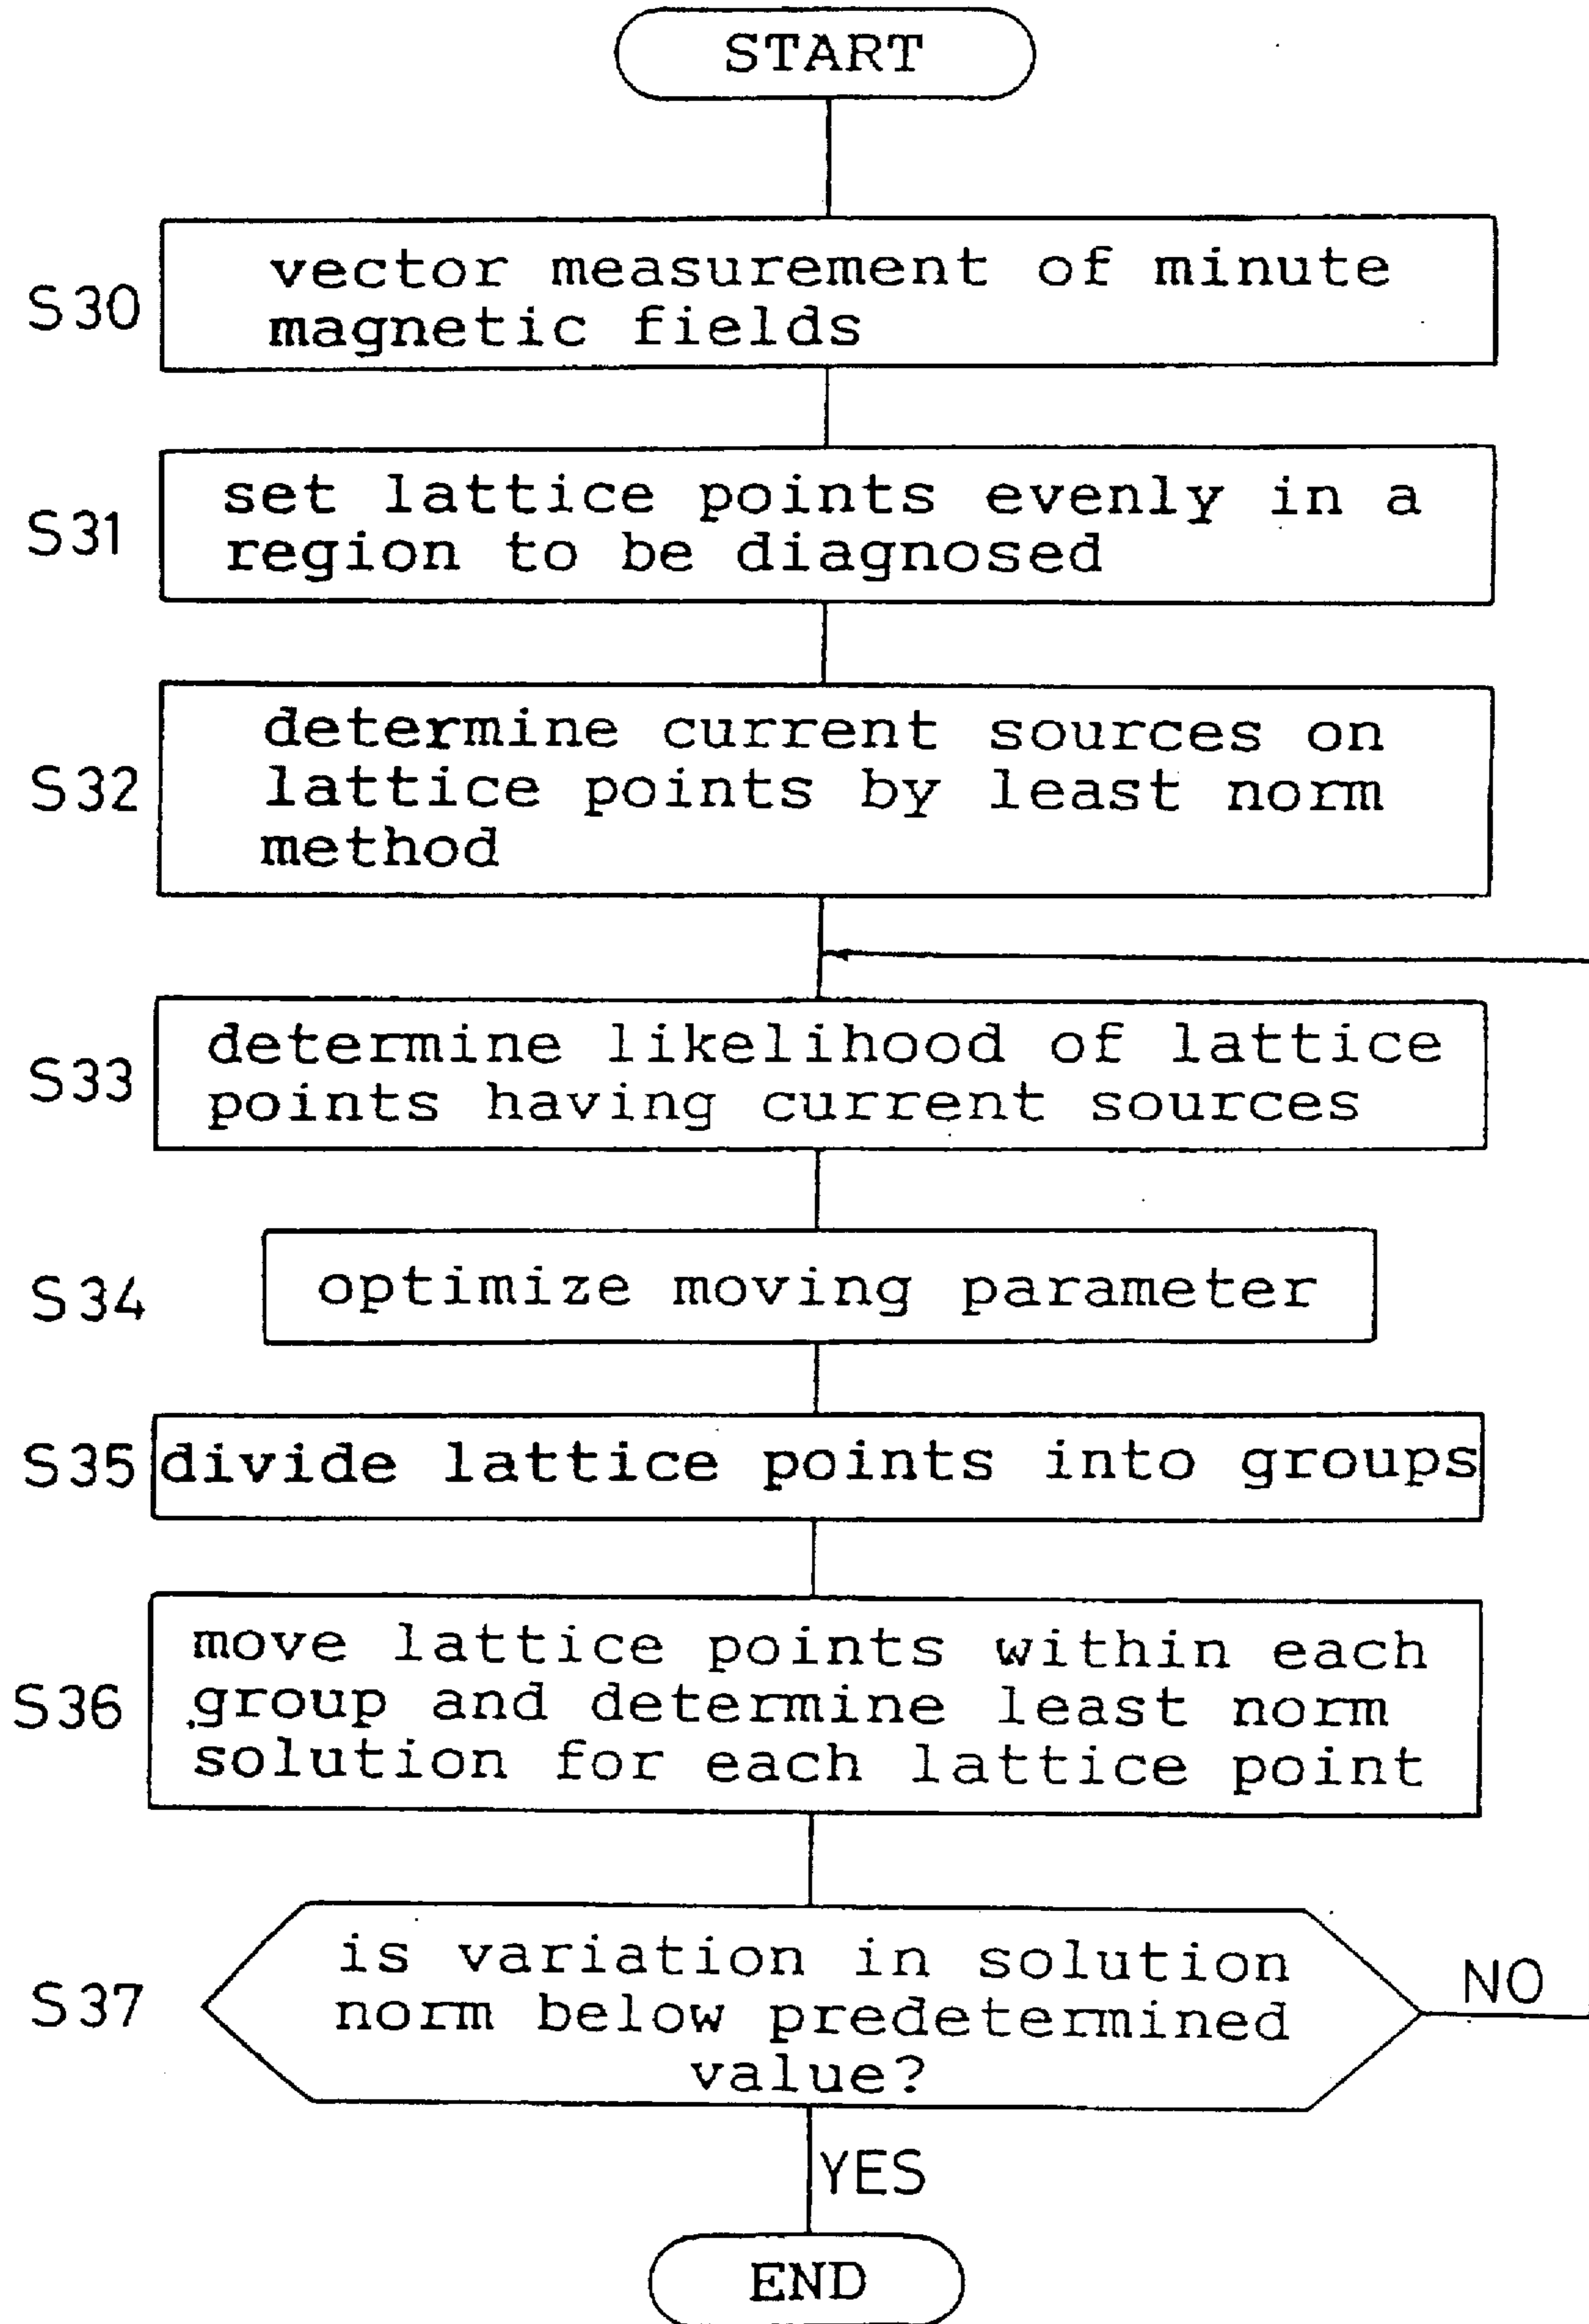 START
S30
vector measurement of minute
magnetic fields
S31
set lattice points evenly in a
region to be diagnosed
S32
determine current sources on
lattice points by least norm
method
S33
determine likelihood of lattice
points having current sources
S34
optimize moving parameter
S35
divide lattice points into groups
S36
move lattice points within each
group and determine least norm
solution for each lattice point
S37
is variation in solution
norm below predetermined
value?
NO
YES
END